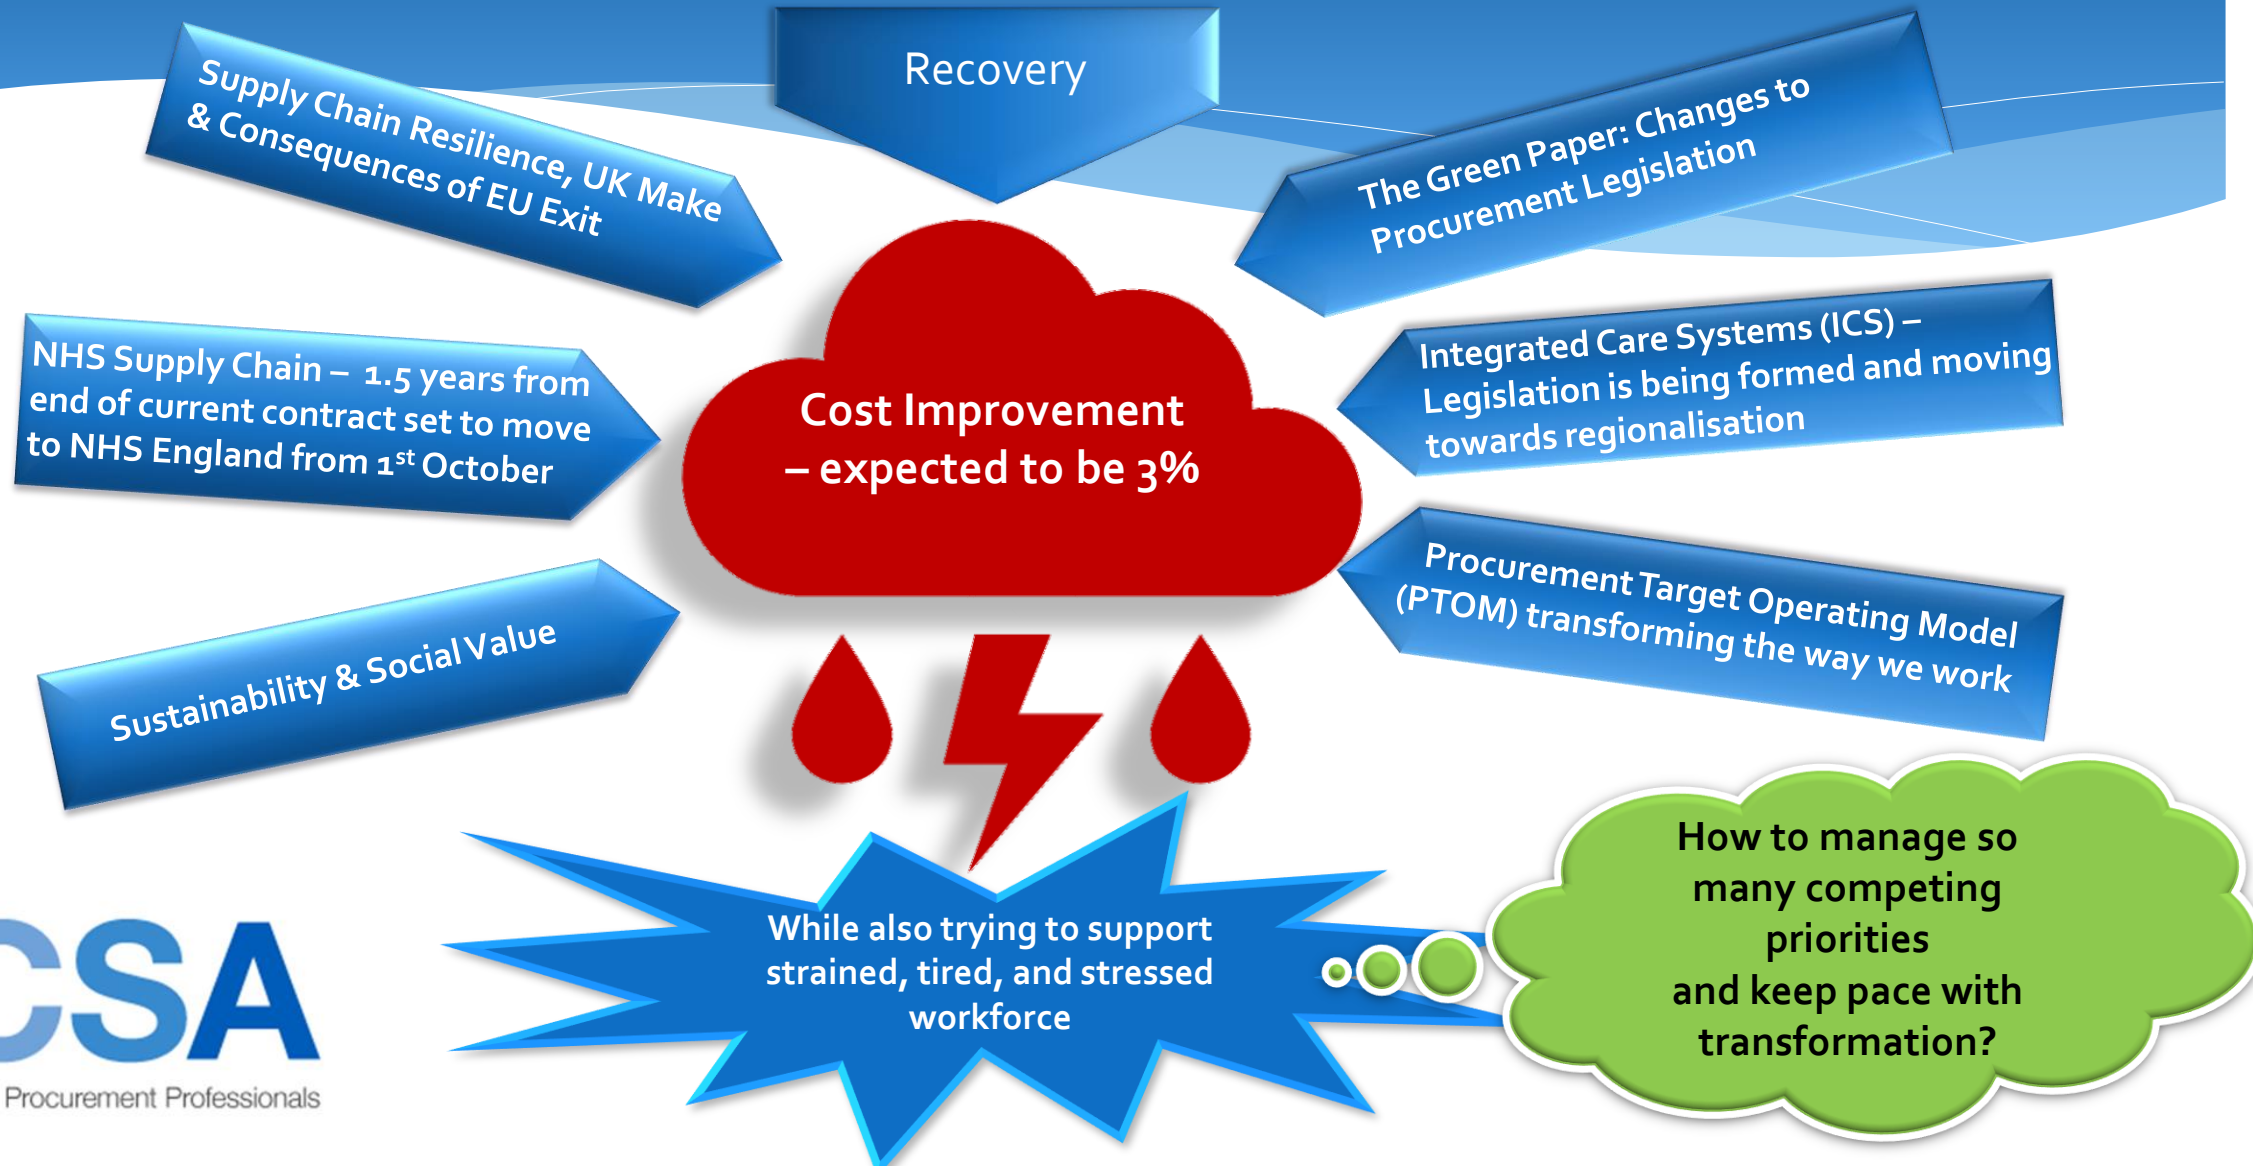 Recovery
Supply Chain Resilience, UK Make
& Consequences of EU Exit
The Green Paper: Changes to
Procurement Legislation
NHS Supply Chain – 1.5 years from
end of current contract set to move
to NHS England from 1st October
Cost Improvement
– expected to be 3%
Integrated Care Systems (ICS) –
Legislation is being formed and moving
towards regionalisation
Sustainability & Social Value
Procurement Target Operating Model
(PTOM) transforming the way we work
While also trying to support
strained, tired, and stressed
workforce
How to manage so
many competing
priorities
and keep pace with
transformation?
CSA
Procurement Professionals